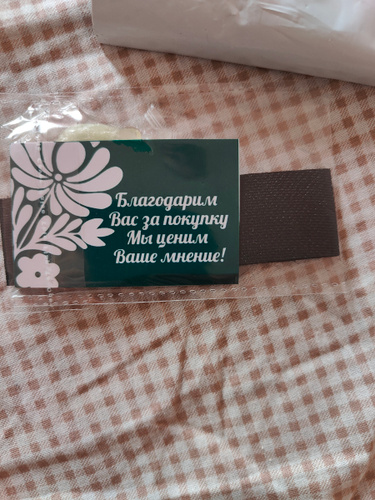 Благодарим
Вас за покупку
Мы ценим
Ваше мнение!